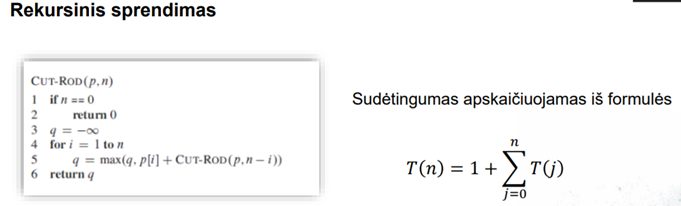 Rekursinis sprendimas
CUT-ROD(p, n)
1 if n == 0
2 return 0
3 q = −∞
4 for i = 1 to n
5 q = max(q, p[i] + CUT-ROD(p, n − i))
6 return q
Sudėtingumas apskaičiuojamas iš formulės
T(n) = 1 + ∑_{j=0}^{n} T(j)